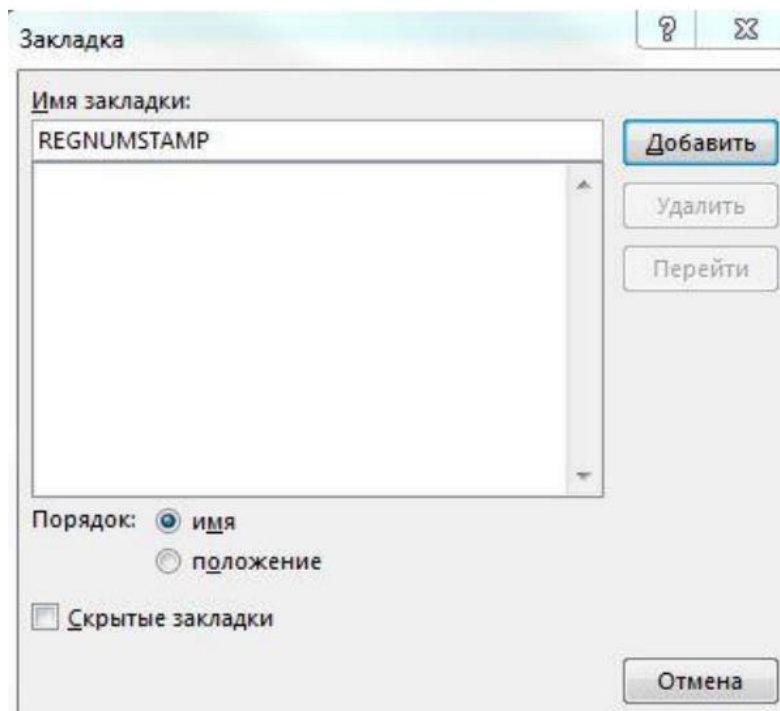 Закладка
Имя закладки:
REGNUMSTAMP
Добавить
Удалить
Перейти
Порядок:
имя
положение
Скрытые закладки
Отмена